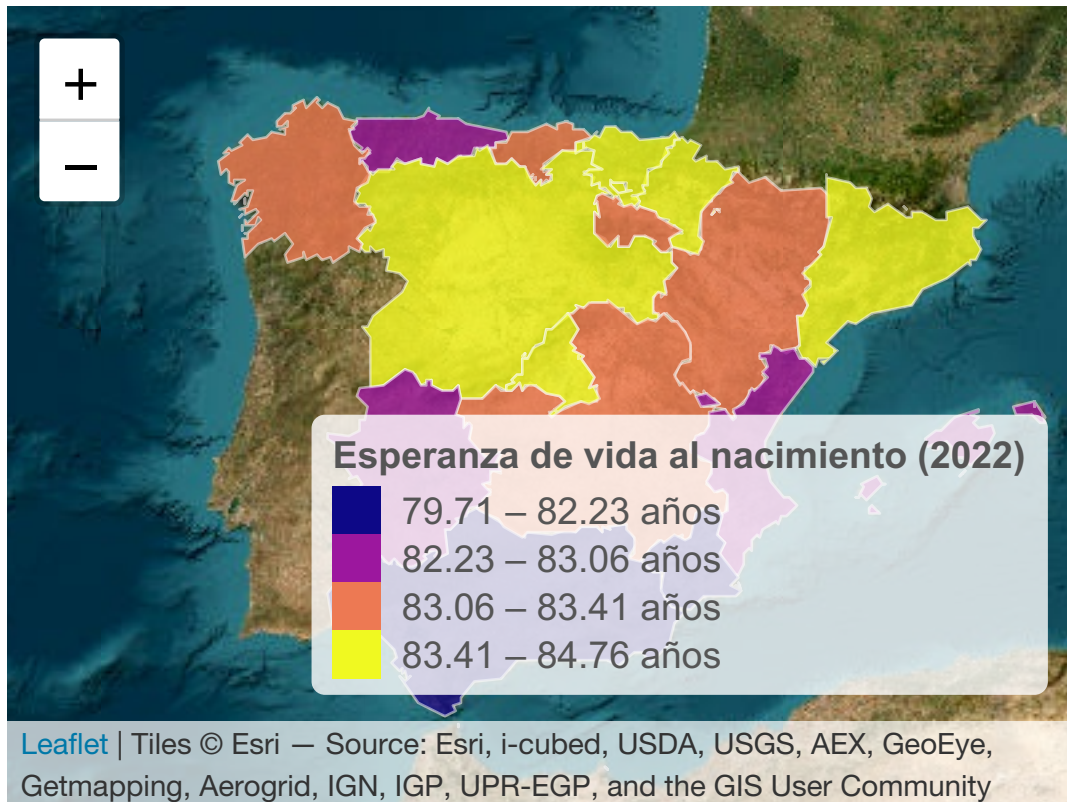 +
−
Esperanza de vida al nacimiento (2022)
79.71 – 82.23 años
82.23 – 83.06 años
83.06 – 83.41 años
83.41 – 84.76 años
Leaflet | Tiles © Esri — Source: Esri, i-cubed, USDA, USGS, AEX, GeoEye,
Getmapping, Aerogrid, IGN, IGP, UPR-EGP, and the GIS User Community